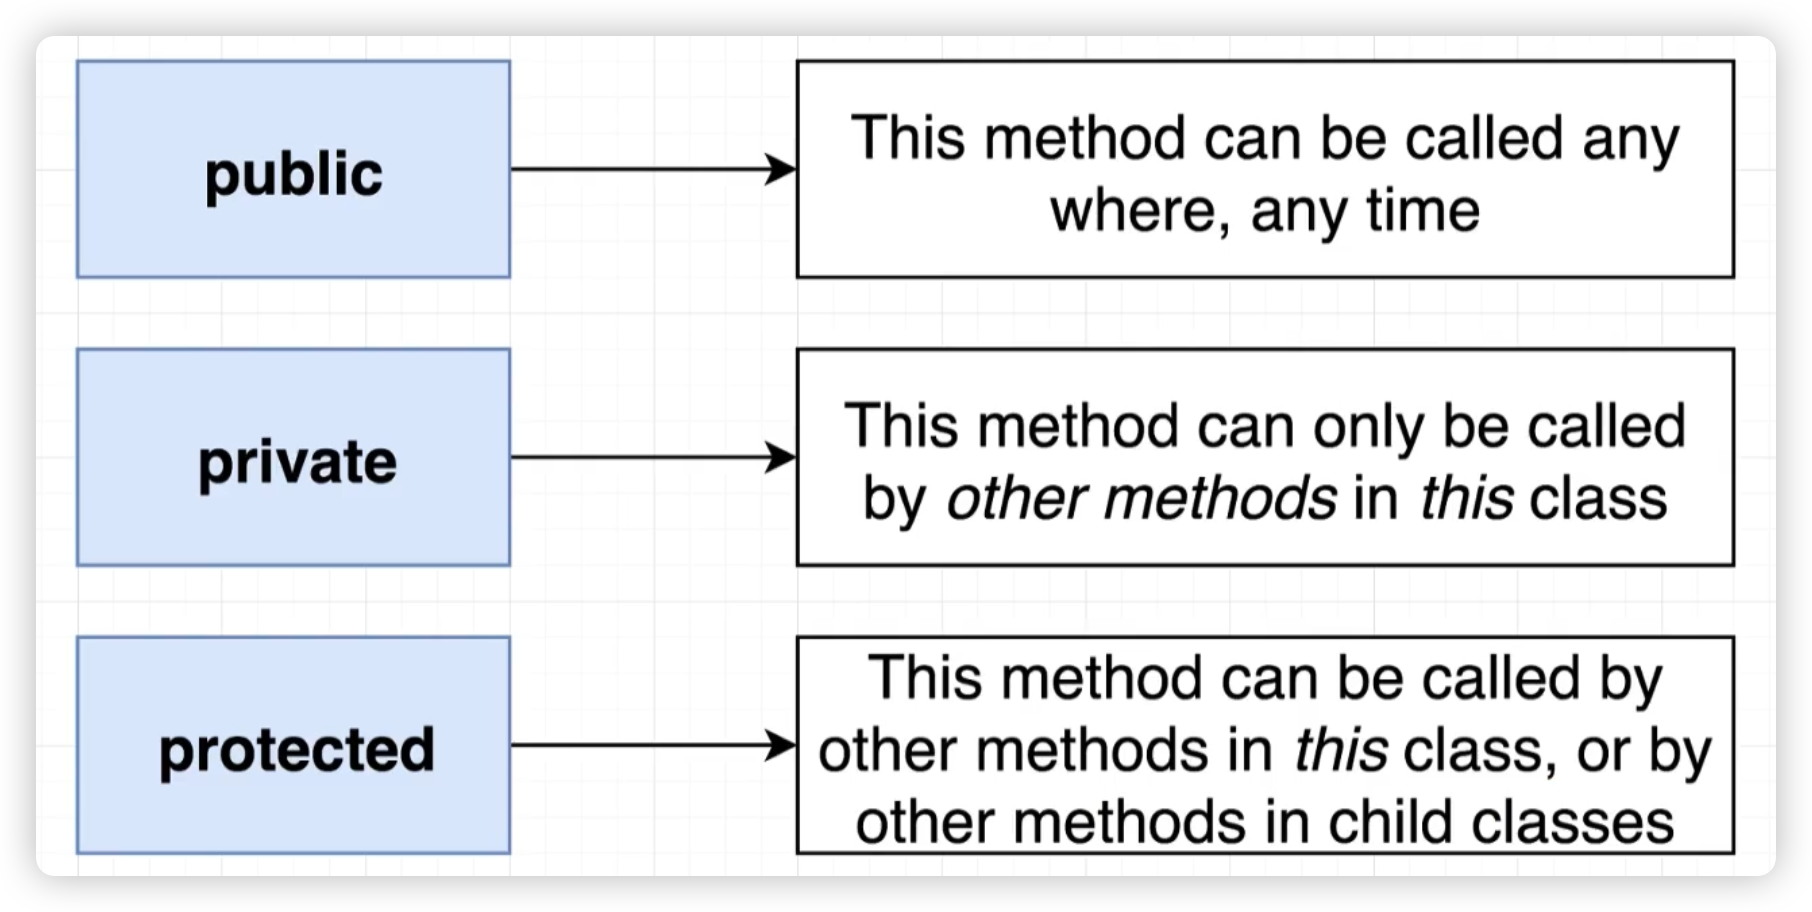 public
This method can be called any
where, any time
private
This method can only be called
by other methods in this class
protected
This method can be called by
other methods in this class, or by
other methods in child classes